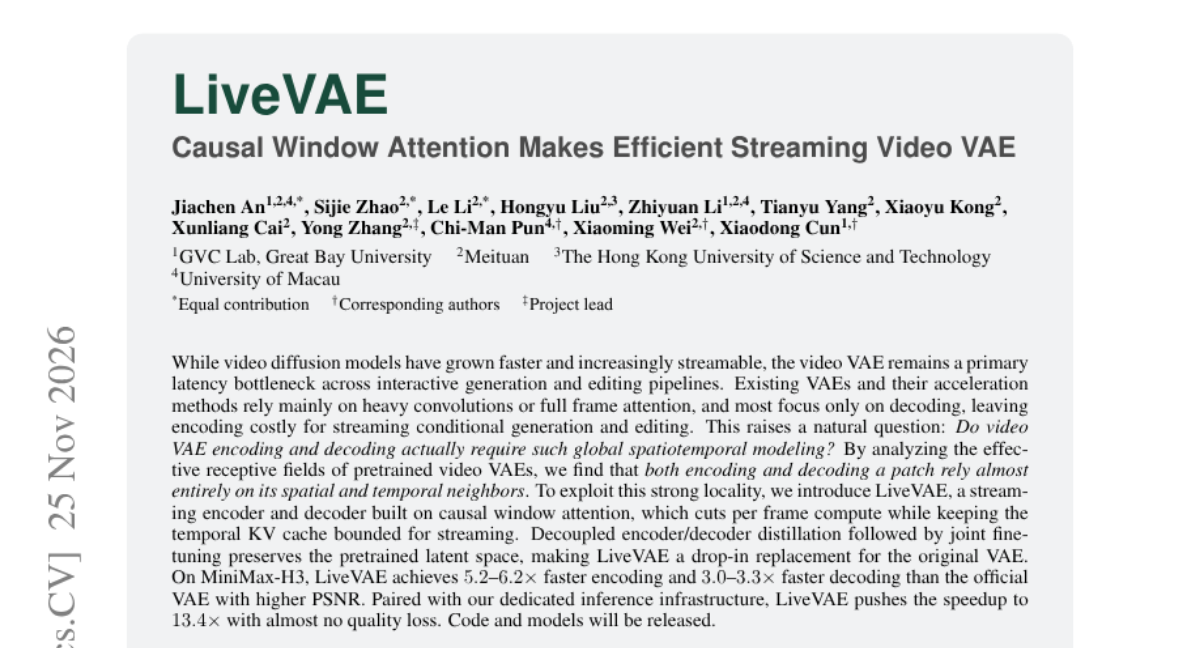 LiveVAE
Causal Window Attention Makes Efficient Streaming Video VAE
Jiachen An1,2,4,*, Sijie Zhao2,*, Le Li2,*, Hongyu Liu2,3, Zhiyuan Li1,2,4, Tianyu Yang2, Xiaoyu Kong2,
Xunliang Cai2, Yong Zhang2,‡, Chi-Man Pun4,†, Xiaoming Wei2,†, Xiaodong Cun1,†
1GVC Lab, Great Bay University 2Meituan 3The Hong Kong University of Science and Technology
4University of Macau
*Equal contribution †Corresponding authors ‡Project lead
While video diffusion models have grown faster and increasingly streamable, the video VAE remains a primary
latency bottleneck across interactive generation and editing pipelines. Existing VAEs and their acceleration
methods rely mainly on heavy convolutions or full frame attention, and most focus only on decoding, leaving
encoding costly for streaming conditional generation and editing. This raises a natural question: Do video
VAE encoding and decoding actually require such global spatiotemporal modeling? By analyzing the effec-
tive receptive fields of pretrained video VAEs, we find that both encoding and decoding a patch rely almost
entirely on its spatial and temporal neighbors. To exploit this strong locality, we introduce LiveVAE, a stream-
ing encoder and decoder built on causal window attention, which cuts per frame compute while keeping the
temporal KV cache bounded for streaming. Decoupled encoder/decoder distillation followed by joint fine-
tuning preserves the pretrained latent space, making LiveVAE a drop-in replacement for the original VAE.
On MiniMax-H3, LiveVAE achieves 5.2–6.2× faster encoding and 3.0–3.3× faster decoding than the official
VAE with higher PSNR. Paired with our dedicated inference infrastructure, LiveVAE pushes the speedup to
13.4× with almost no quality loss. Code and models will be released.
cs.CV] 25 Nov 2026